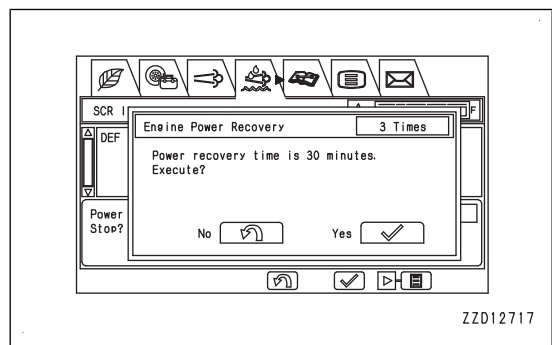 SCR I
F
DEF
Engine Power Recovery
3 Times
Power recovery time is 30 minutes.
Execute?
Power
Stop?
No
Yes
ZZD12717